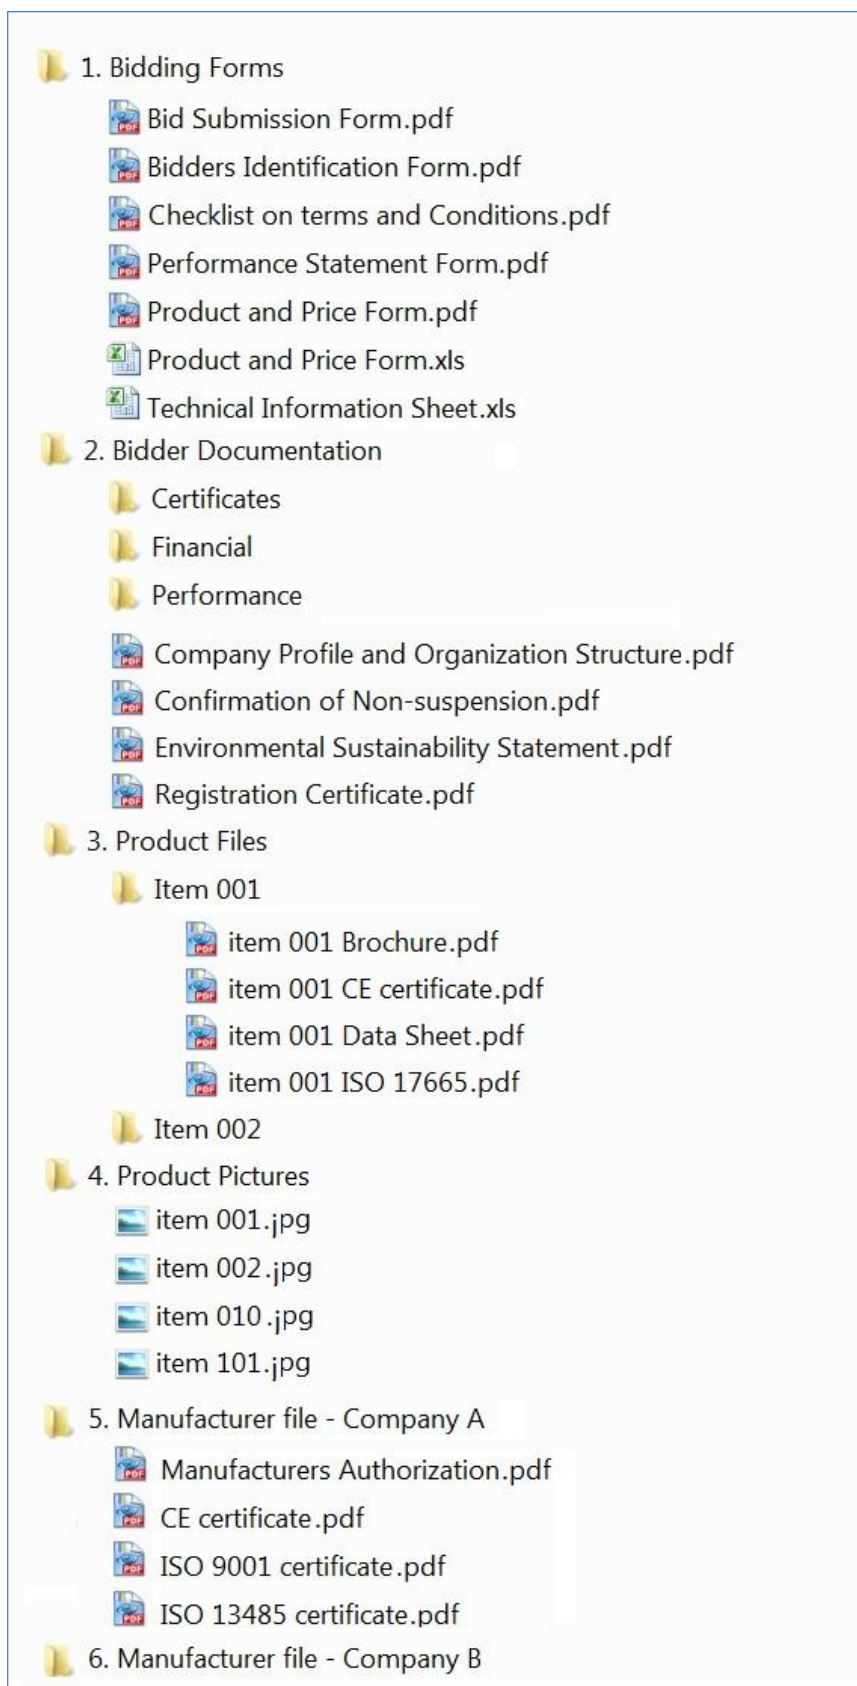 1. Bidding Forms
Bid Submission Form.pdf
Bidders Identification Form.pdf
Checklist on terms and Conditions.pdf
Performance Statement Form.pdf
Product and Price Form.pdf
Product and Price Form.xls
Technical Information Sheet.xls
2. Bidder Documentation
Certificates
Financial
Performance
Company Profile and Organization Structure.pdf
Confirmation of Non-suspension.pdf
Environmental Sustainability Statement.pdf
Registration Certificate.pdf
3. Product Files
Item 001
item 001 Brochure.pdf
item 001 CE certificate.pdf
item 001 Data Sheet.pdf
item 001 ISO 17665.pdf
Item 002
4. Product Pictures
item 001.jpg
item 002.jpg
item 010.jpg
item 101.jpg
5. Manufacturer file - Company A
Manufacturers Authorization.pdf
CE certificate.pdf
ISO 9001 certificate.pdf
ISO 13485 certificate.pdf
6. Manufacturer file - Company B